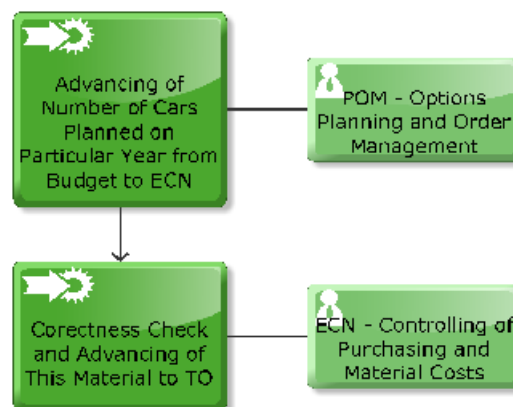 Advancing of
Number of Cars
Planned on
Particular Year from
Budget to ECN
POM - Options
Planning and Order
Management
Corectness Check
and Advancing of
This Material to TO
ECN - Controlling of
Purchasing and
Material Costs